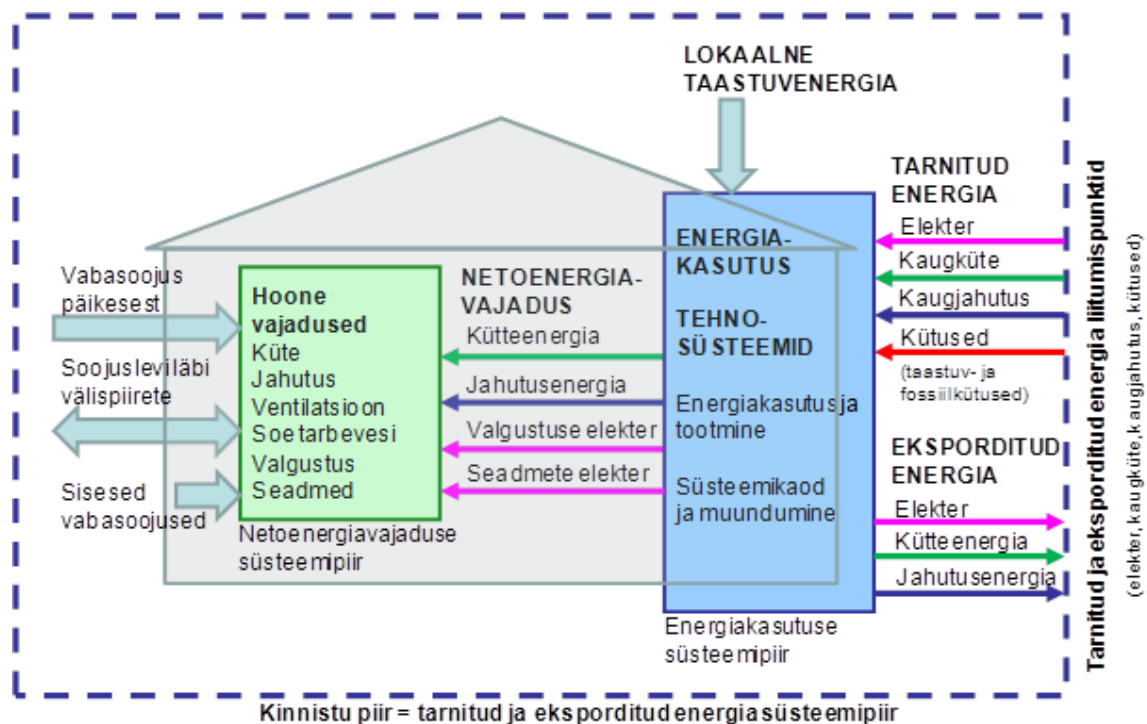 LOKAALNE
TAASTUVENERGIA
Vabasoojus
päikesest
Soojusleviläbi
välispiirete
Sisesed
vabasoojused
Hoone
vajadused
Küte
Jahutus
Ventilatsioon
Soe tarbevesi
Valgustus
Seadmed
Netoenergiavajaduse
süsteemipiir
NETOENERGIA-
VAJADUS
Kütteenergia
Jahutusenergia
Valgustuse elekter
Seadmete elekter
ENERGIA-
KASUTUS
TEHNO-
SÜSTEEMID
Energiakasutus ja
tootmine
Süsteemikaod
ja muundumine
Energiakasutuse
süsteemipiir
TARNITUD
ENERGIA
Elekter
Kaugküte
Kaugjahutus
Kütused
(taastuv- ja
fossiilkütused)
EKSPORDITUD
ENERGIA
Elekter
Kütteenergia
Jahutusenergia
Tarnitud ja eksporditud energia liitumispunktid
(elekter, kaugküte, kaugjahutus, kütused)
Kinnistu piir = tarnitud ja eksporditud energia süsteemipiir